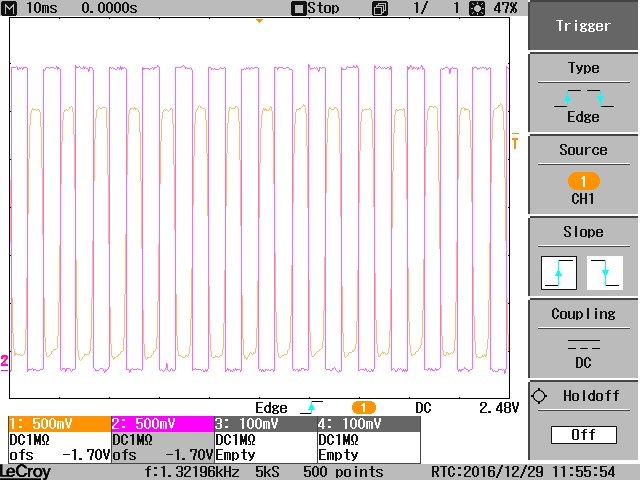 M 10ms 0.0000s Stop 1/ 1 47%
Trigger
Type
Edge
Source
1
CH1
Slope
Coupling
DC
Holdoff
Off
T
2
Edge 1 DC 2.48V
1: 500mV 2: 500mV 3: 100mV 4: 100mV
DC1MΩ DC1MΩ DC1MΩ DC1MΩ
ofs -1.70V ofs -1.70V Empty Empty
LeCroy f:1.32196kHz 5kS 500 points RTC:2016/12/29 11:55:54